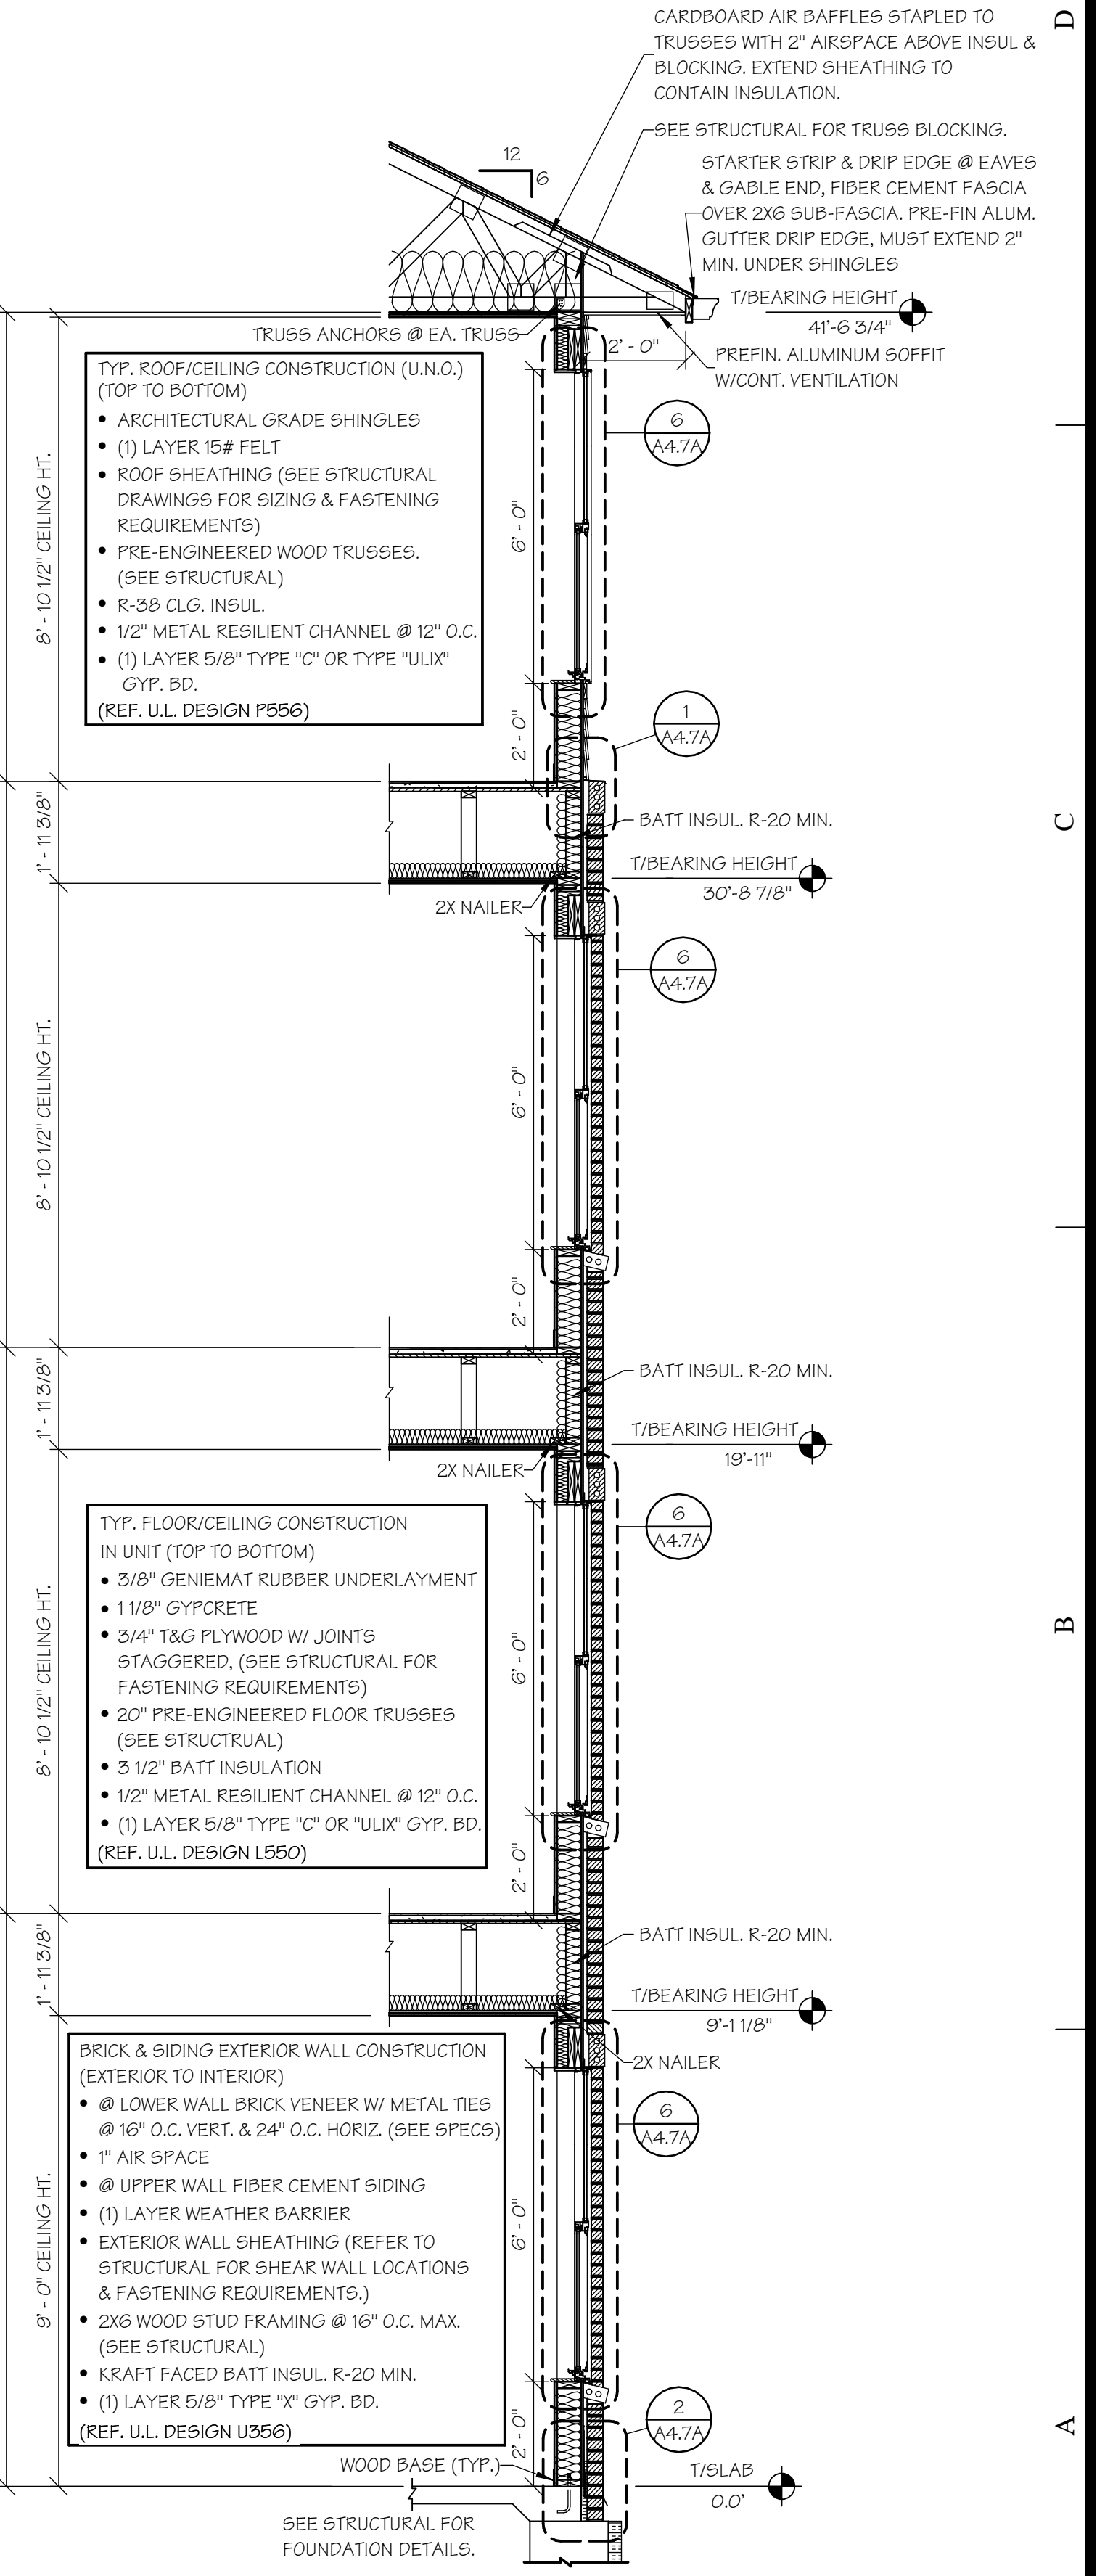 CARDBOARD AIR BAFFLES STAPLED TO
TRUSSES WITH 2" AIRSPACE ABOVE INSUL &
BLOCKING. EXTEND SHEATHING TO
CONTAIN INSULATION.
D
SEE STRUCTURAL FOR TRUSS BLOCKING.
12
6
STARTER STRIP & DRIP EDGE @ EAVES
& GABLE END, FIBER CEMENT FASCIA
OVER 2X6 SUB-FASCIA. PRE-FIN ALUM.
GUTTER DRIP EDGE, MUST EXTEND 2"
MIN. UNDER SHINGLES
T/BEARING HEIGHT
41'-6 3/4"
TRUSS ANCHORS @ EA. TRUSS
2' - 0"
PREFIN. ALUMINUM SOFFIT
W/CONT. VENTILATION
TYP. ROOF/CEILING CONSTRUCTION (U.N.O.)
(TOP TO BOTTOM)
• ARCHITECTURAL GRADE SHINGLES
• (1) LAYER 15# FELT
• ROOF SHEATHING (SEE STRUCTURAL
DRAWINGS FOR SIZING & FASTENING
REQUIREMENTS)
• PRE-ENGINEERED WOOD TRUSSES.
(SEE STRUCTURAL)
• R-38 CLG. INSUL.
• 1/2" METAL RESILIENT CHANNEL @ 12" O.C.
• (1) LAYER 5/8" TYPE "C" OR TYPE "ULIX"
GYP. BD.
(REF. U.L. DESIGN P556)
8' - 10 1/2" CEILING HT.
6' - 0"
6
A4.7A
2' - 0"
1
A4.7A
1' - 11 3/8"
BATT INSUL. R-20 MIN.
C
T/BEARING HEIGHT
30'-8 7/8"
2X NAILER
6
A4.7A
8' - 10 1/2" CEILING HT.
6' - 0"
2' - 0"
1' - 11 3/8"
BATT INSUL. R-20 MIN.
T/BEARING HEIGHT
19'-11"
2X NAILER
6
A4.7A
TYP. FLOOR/CEILING CONSTRUCTION
IN UNIT (TOP TO BOTTOM)
• 3/8" GENIEMAT RUBBER UNDERLAYMENT
• 1 1/8" GYPCRETE
• 3/4" T&G PLYWOOD W/ JOINTS
STAGGERED, (SEE STRUCTURAL FOR
FASTENING REQUIREMENTS)
• 20" PRE-ENGINEERED FLOOR TRUSSES
(SEE STRUCTRUAL)
• 3 1/2" BATT INSULATION
• 1/2" METAL RESILIENT CHANNEL @ 12" O.C.
• (1) LAYER 5/8" TYPE "C" OR "ULIX" GYP. BD.
(REF. U.L. DESIGN L550)
8' - 10 1/2" CEILING HT.
6' - 0"
B
2' - 0"
1' - 11 3/8"
BATT INSUL. R-20 MIN.
T/BEARING HEIGHT
9'-1 1/8"
2X NAILER
6
A4.7A
BRICK & SIDING EXTERIOR WALL CONSTRUCTION
(EXTERIOR TO INTERIOR)
• @ LOWER WALL BRICK VENEER W/ METAL TIES
@ 16" O.C. VERT. & 24" O.C. HORIZ. (SEE SPECS)
• 1" AIR SPACE
• @ UPPER WALL FIBER CEMENT SIDING
• (1) LAYER WEATHER BARRIER
• EXTERIOR WALL SHEATHING (REFER TO
STRUCTURAL FOR SHEAR WALL LOCATIONS
& FASTENING REQUIREMENTS.)
• 2X6 WOOD STUD FRAMING @ 16" O.C. MAX.
(SEE STRUCTURAL)
• KRAFT FACED BATT INSUL. R-20 MIN.
• (1) LAYER 5/8" TYPE "X" GYP. BD.
(REF. U.L. DESIGN U356)
9' - 0" CEILING HT.
6' - 0"
2' - 0"
2
A4.7A
A
WOOD BASE (TYP.)
T/SLAB
0.0'
SEE STRUCTURAL FOR
FOUNDATION DETAILS.